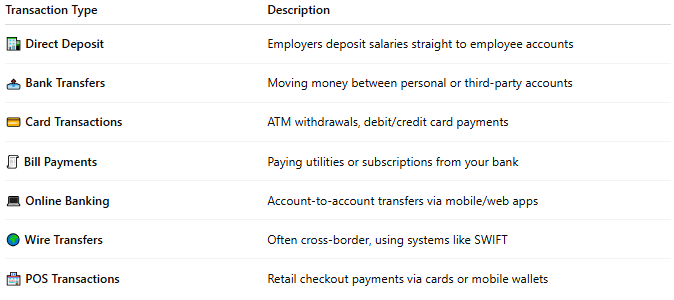 Transaction Type Description
Direct Deposit Employers deposit salaries straight to employee accounts
Bank Transfers Moving money between personal or third-party accounts
Card Transactions ATM withdrawals, debit/credit card payments
Bill Payments Paying utilities or subscriptions from your bank
Online Banking Account-to-account transfers via mobile/web apps
Wire Transfers Often cross-border, using systems like SWIFT
POS Transactions Retail checkout payments via cards or mobile wallets